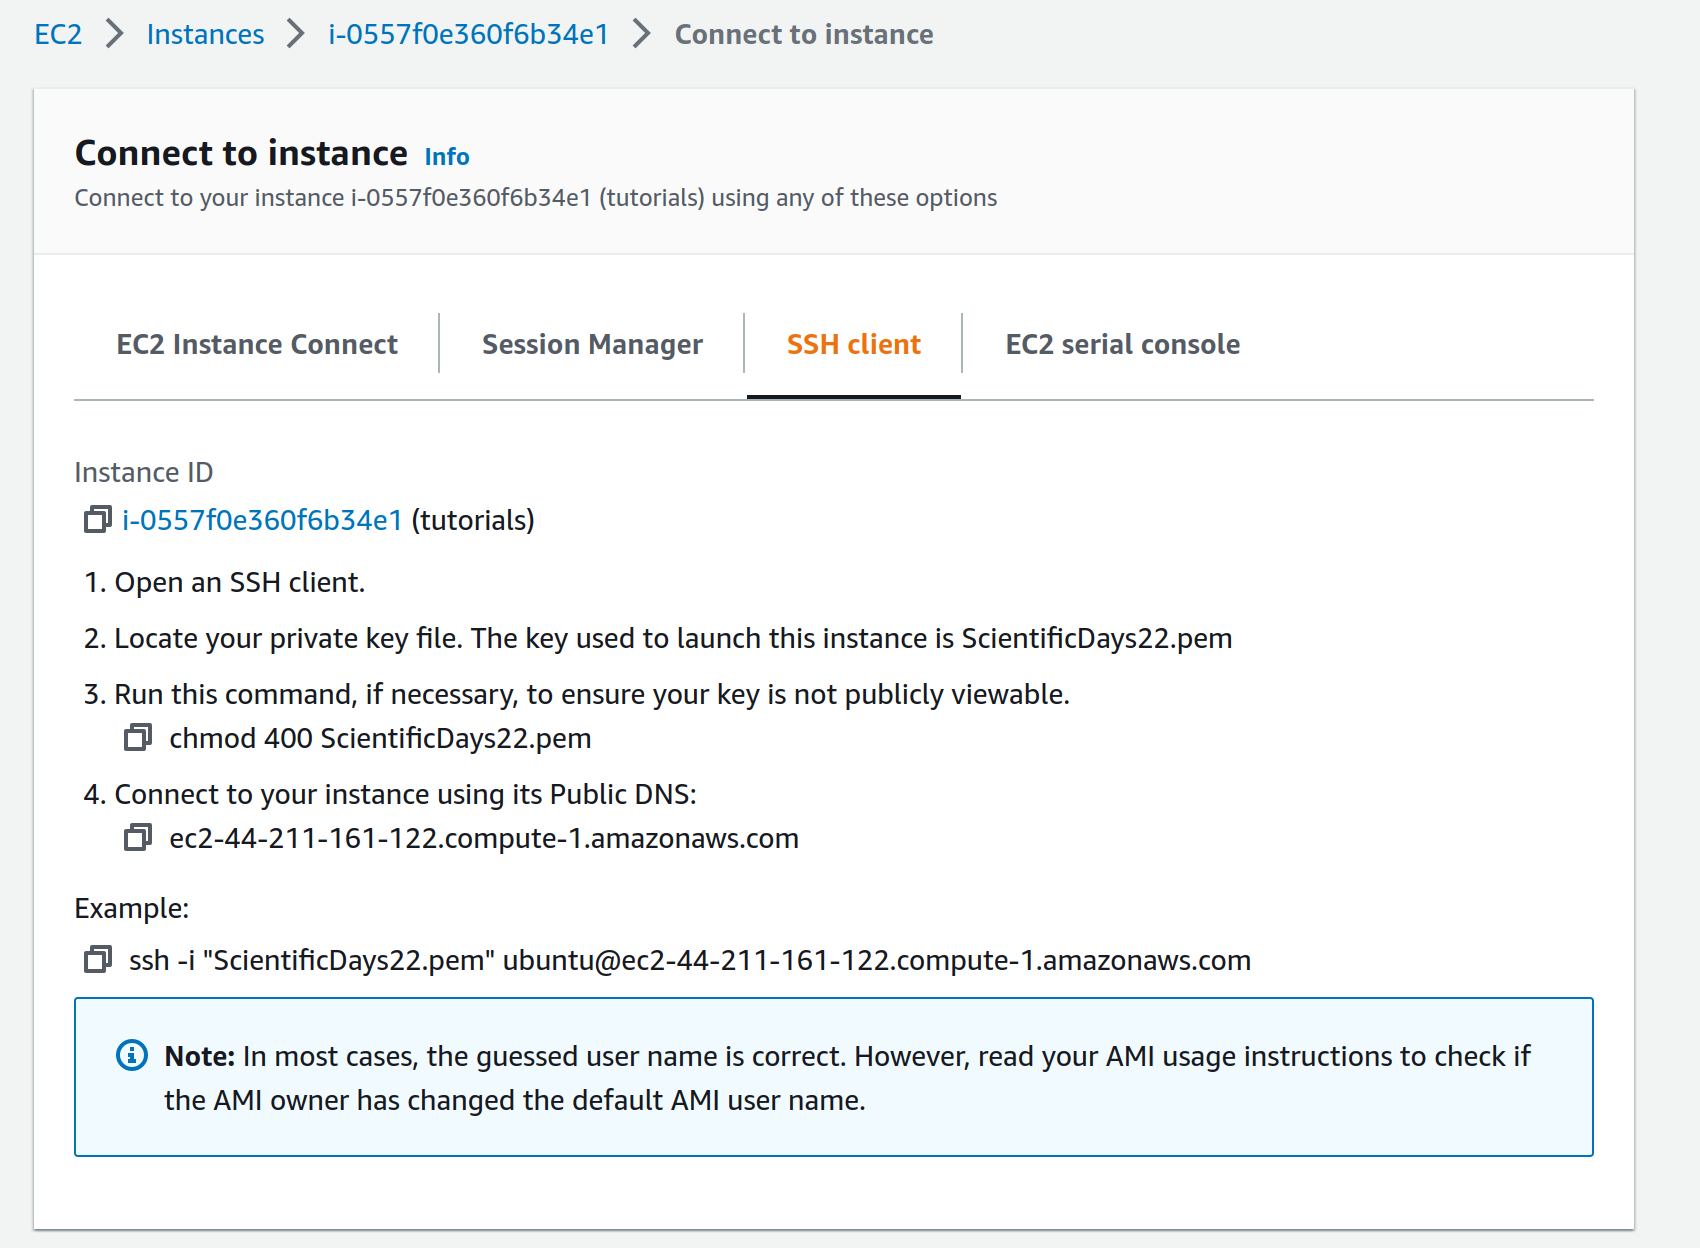 EC2 Instances i-0557f0e360f6b34e1 Connect to instance
Connect to instance Info
Connect to your instance i-0557f0e360f6b34e1 (tutorials) using any of these options
EC2 Instance Connect Session Manager SSH client EC2 serial console
Instance ID
i-0557f0e360f6b34e1 (tutorials)
1. Open an SSH client.
2. Locate your private key file. The key used to launch this instance is ScientificDays22.pem
3. Run this command, if necessary, to ensure your key is not publicly viewable.
chmod 400 ScientificDays22.pem
4. Connect to your instance using its Public DNS:
ec2-44-211-161-122.compute-1.amazonaws.com
Example:
ssh -i "ScientificDays22.pem" ubuntu@ec2-44-211-161-122.compute-1.amazonaws.com
Note: In most cases, the guessed user name is correct. However, read your AMI usage instructions to check if
the AMI owner has changed the default AMI user name.